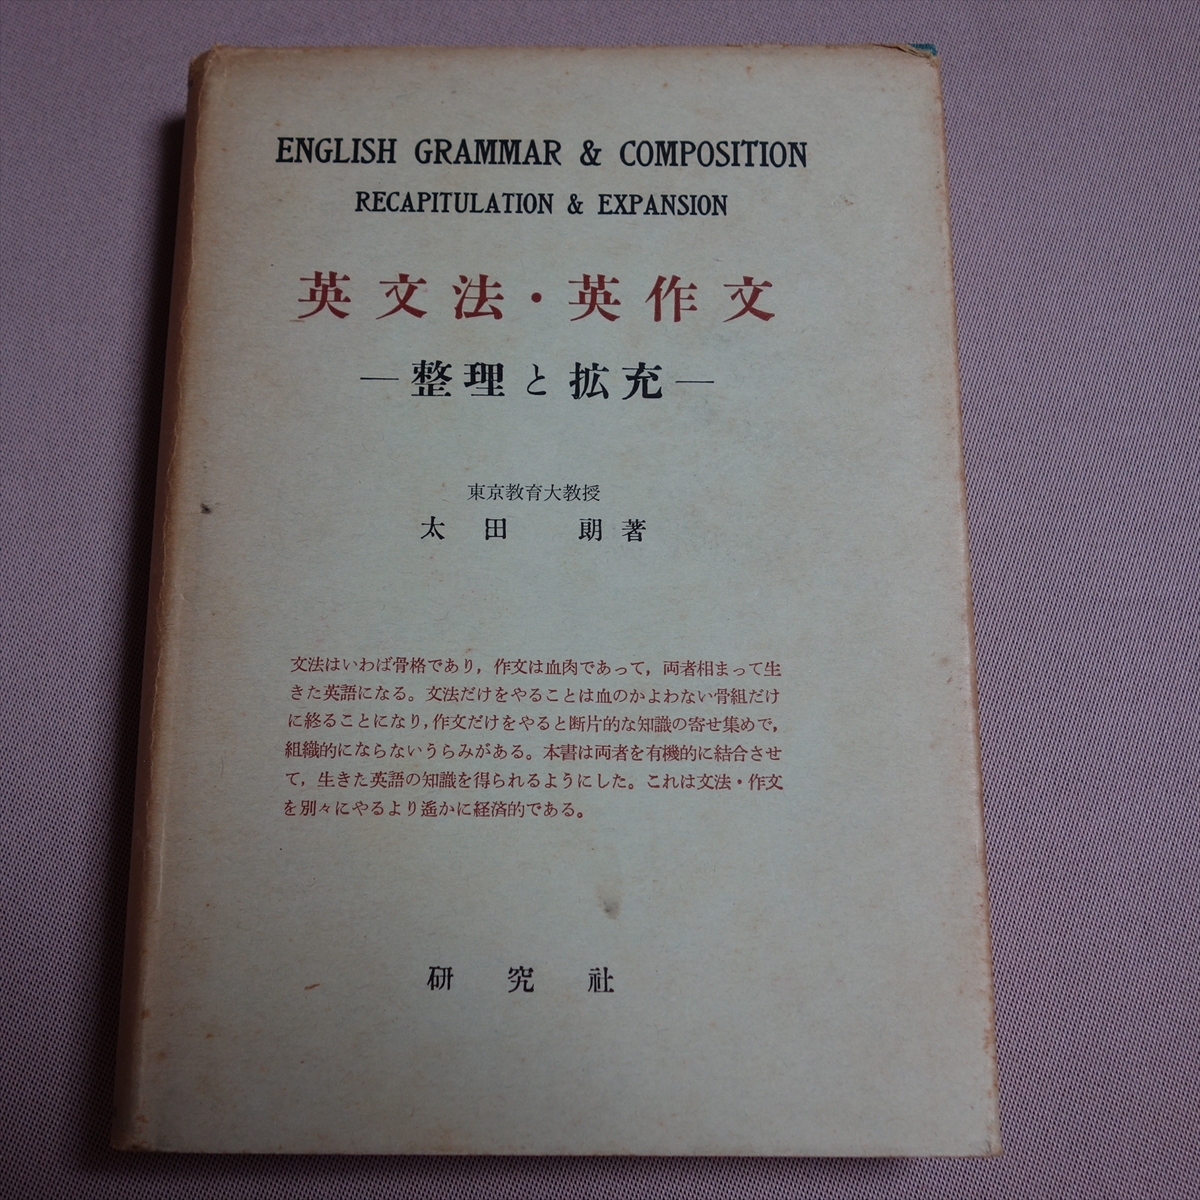 ENGLISH GRAMMAR & COMPOSITION
RECAPITULATION & EXPANSION
英文法・英作文
—整理と拡充—
東京教育大教授
太田 朗 著
文法はいわば骨格であり，作文は血肉であって，両者相まって生
きた英語になる。文法だけをやることは血のかよわない骨組だけ
に終ることになり，作文だけをやると断片的な知識の寄せ集めで，
組織的にならないうらみがある。本書は両者を有機的に結合させ
て，生きた英語の知識を得られるようにした。これは文法・作文
を別々にやるより遙かに経済的である。
研究社